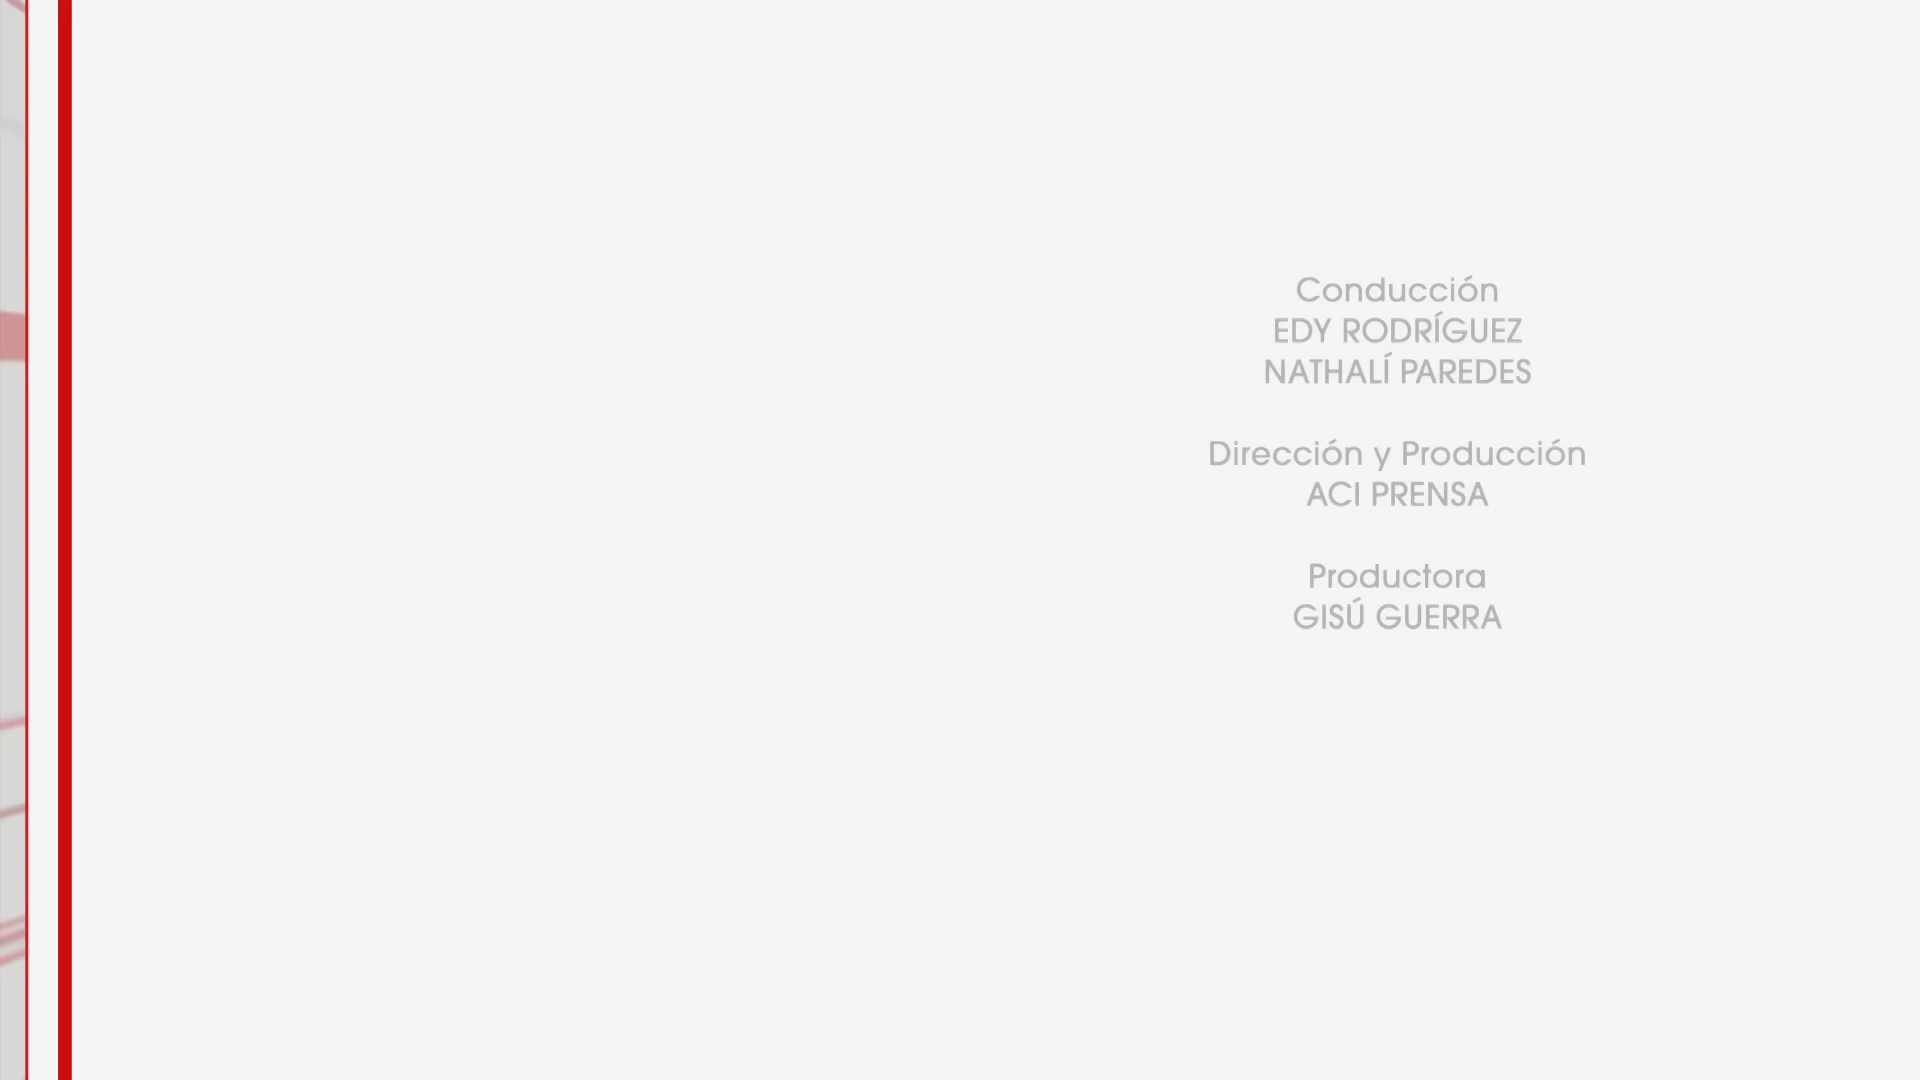 Conducción
EDY RODRÍGUEZ
NATHALÍ PAREDES
Dirección y Producción
ACI PRENSA
Productora
GISÚ GUERRA